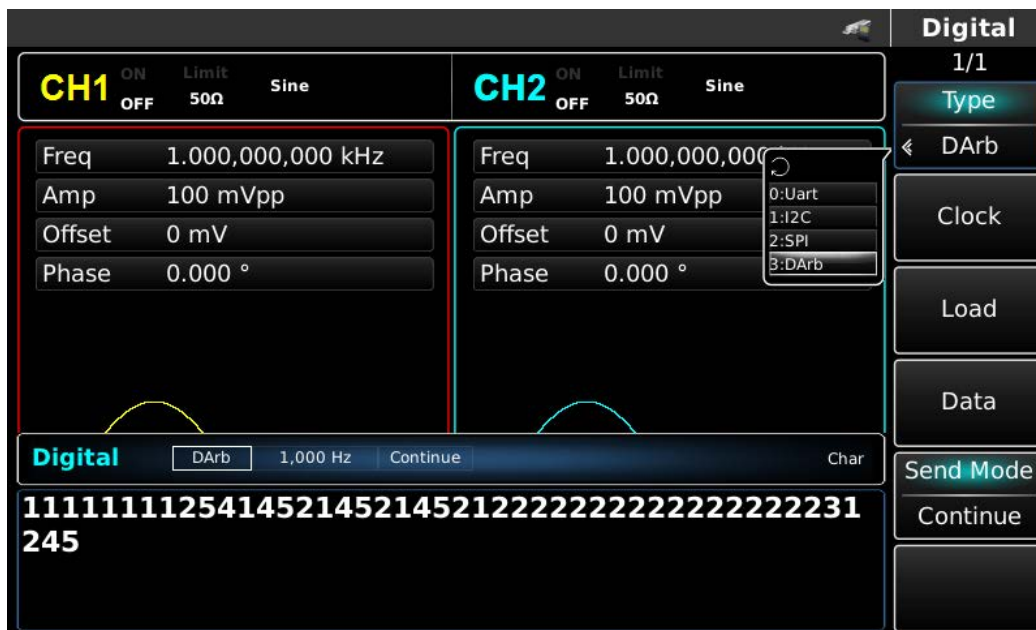 Digital
1/1
CH1 ON OFF Limit 50Ω Sine
CH2 ON OFF Limit 50Ω Sine
Type
DArb
Freq 1.000,000,000 kHz
Amp 100 mVpp
Offset 0 mV
Phase 0.000 °
Freq 1.000,000,00
Amp 100 mVpp
Offset 0 mV
Phase 0.000 °
0:Uart
1:I2C
2:SPI
3:DArb
Clock
Load
Data
Digital DArb 1,000 Hz Continue Char
Send Mode
Continue
1111111125414521452145212222222222222222231
245